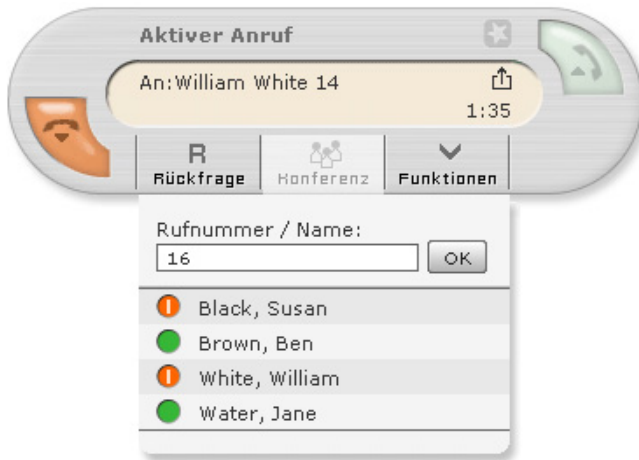 Aktiver Anruf
An:William White 14
1:35
R
Rückfrage
Konferenz
Funktionen
Rufnummer / Name:
16
OK
Black, Susan
Brown, Ben
White, William
Water, Jane